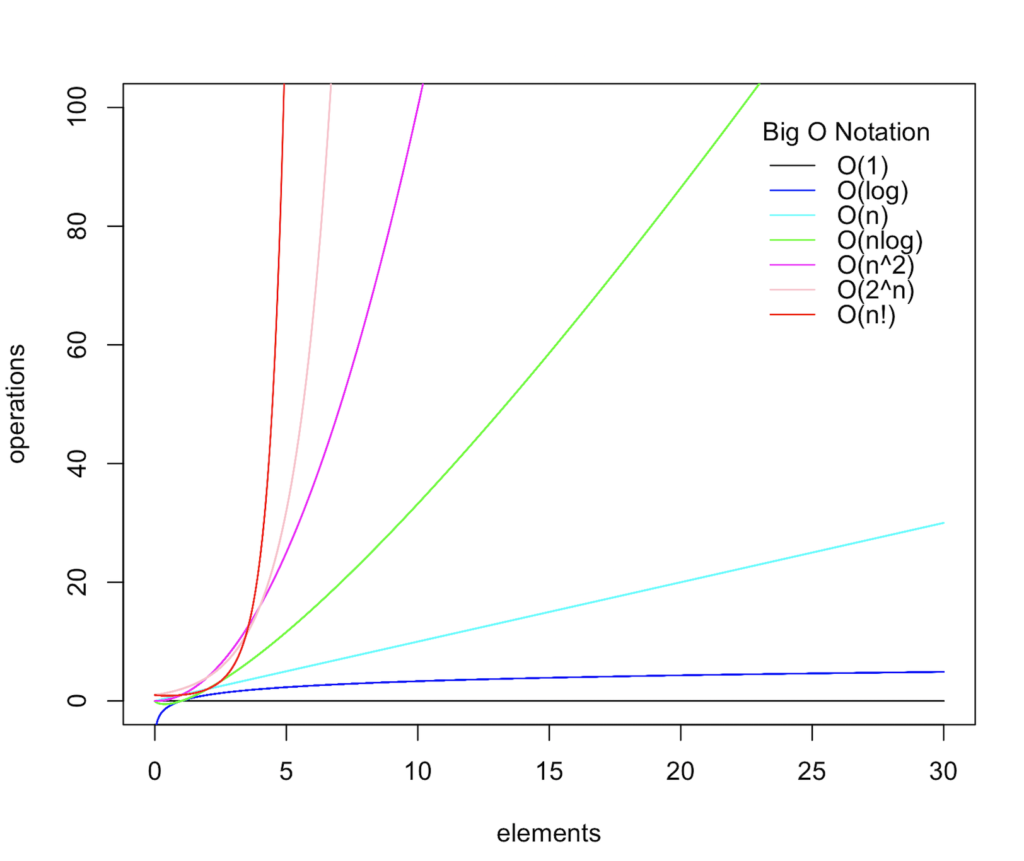 Big O Notation
O(1)
O(log)
O(n)
O(nlog)
O(n^2)
O(2^n)
O(n!)
100
80
60
40
20
0
operations
0 5 10 15 20 25 30
elements